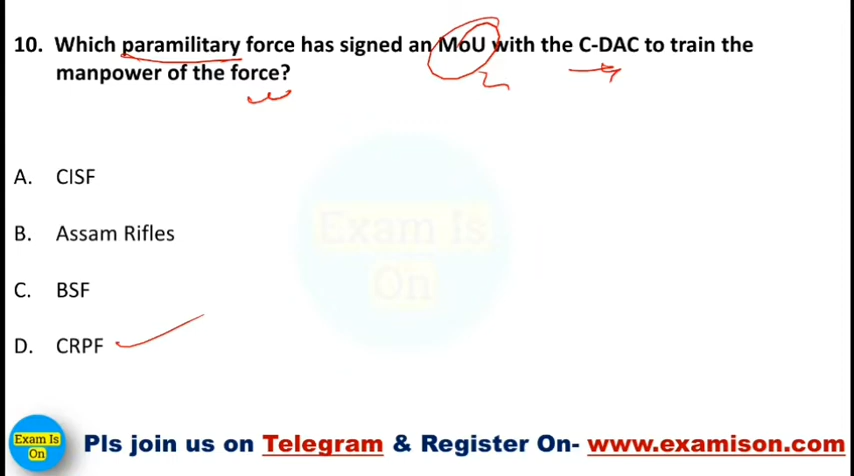 10. Which paramilitary force has signed an MoU with the C-DAC to train the
manpower of the force?
A. CISF
B. Assam Rifles
C. BSF
D. CRPF
Exam Is
On
Exam Is
On
Pls join us on Telegram & Register On- www.examison.com